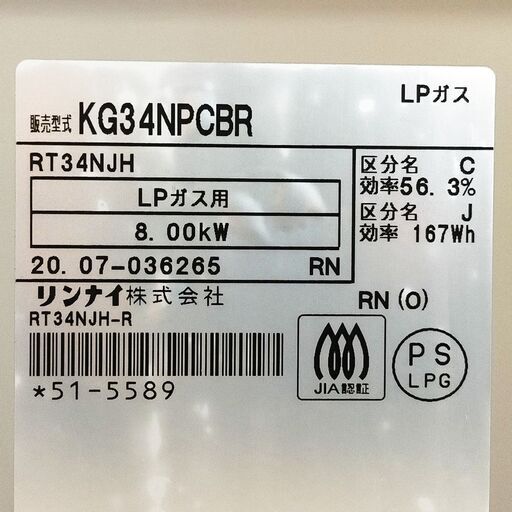 LPガス
販売型式 KG34NPCBR
RT34NJH
LPガス用
8.00kW
区分名 C
効率56.3%
区分名 J
効率 167Wh
20.07-036265 RN
リンナイ株式会社
RN(O)
RT34NJH-R
*51-5589
JIA認証
PS
LPG